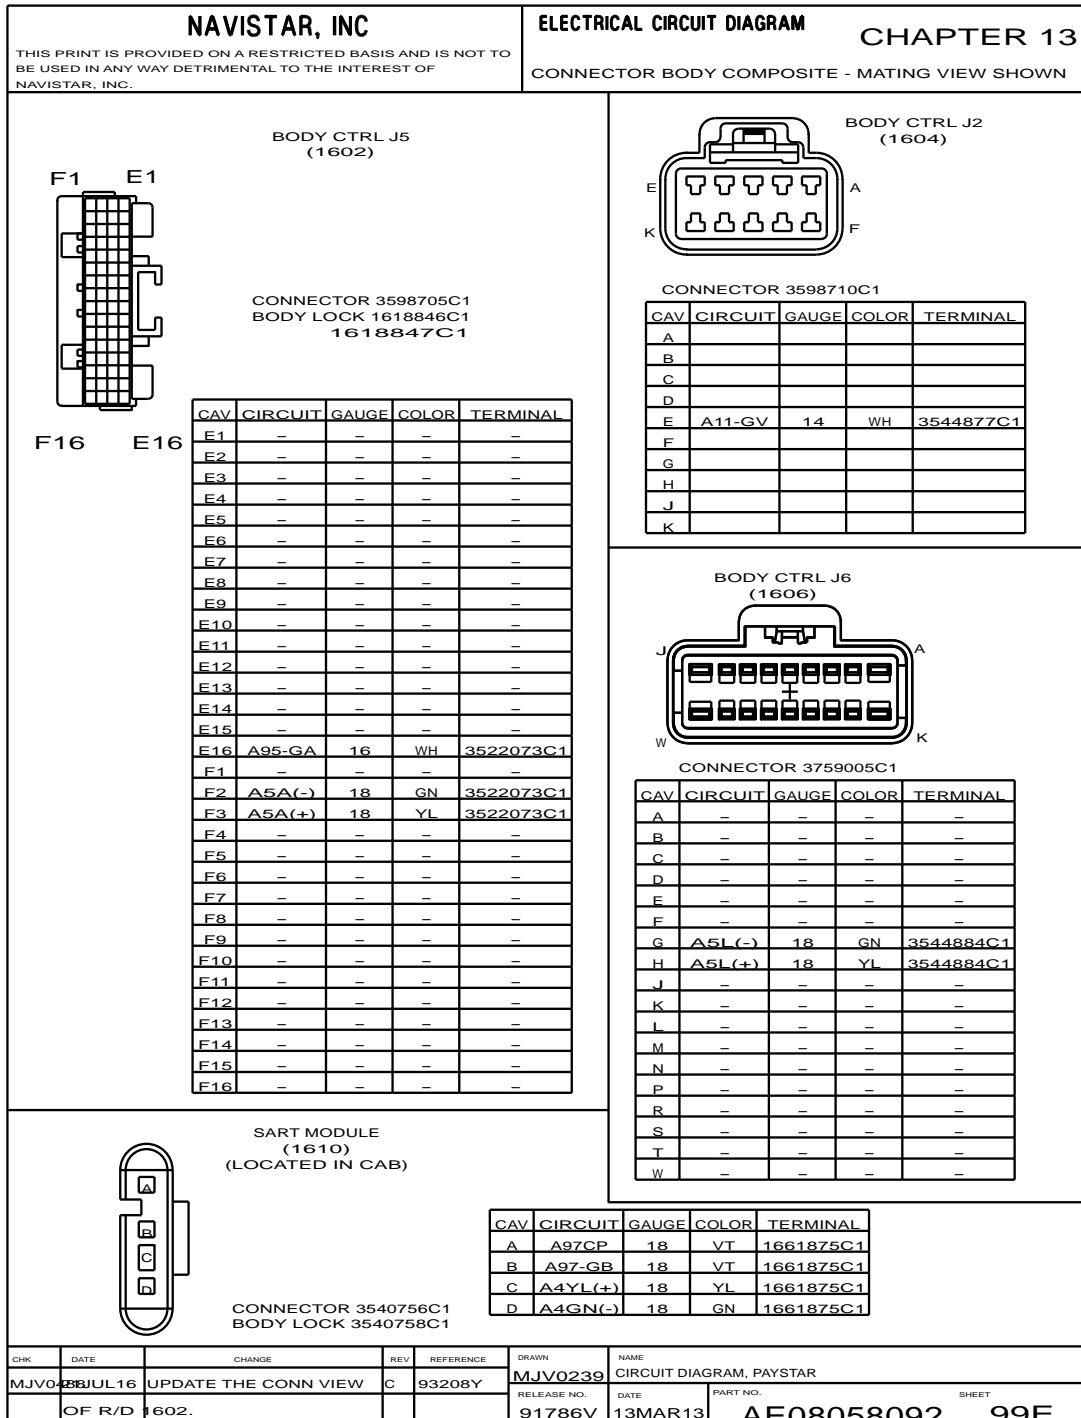 NAVISTAR, INC
THIS PRINT IS PROVIDED ON A RESTRICTED BASIS AND IS NOT TO
BE USED IN ANY WAY DETRIMENTAL TO THE INTEREST OF
NAVISTAR, INC.
ELECTRICAL CIRCUIT DIAGRAM
CHAPTER 13
CONNECTOR BODY COMPOSITE - MATING VIEW SHOWN
BODY CTRL J5
(1602)
F1 E1
F16 E16
CONNECTOR 3598705C1
BODY LOCK 1618846C1
1618847C1
CAV CIRCUIT GAUGE COLOR TERMINAL
E1 – – – –
E2 – – – –
E3 – – – –
E4 – – – –
E5 – – – –
E6 – – – –
E7 – – – –
E8 – – – –
E9 – – – –
E10 – – – –
E11 – – – –
E12 – – – –
E13 – – – –
E14 – – – –
E15 – – – –
E16 A95-GA 16 WH 3522073C1
F1 – – – –
F2 A5A(-) 18 GN 3522073C1
F3 A5A(+) 18 YL 3522073C1
F4 – – – –
F5 – – – –
F6 – – – –
F7 – – – –
F8 – – – –
F9 – – – –
F10 – – – –
F11 – – – –
F12 – – – –
F13 – – – –
F14 – – – –
F15 – – – –
F16 – – – –
BODY CTRL J2
(1604)
E A
K F
CONNECTOR 3598710C1
CAV CIRCUIT GAUGE COLOR TERMINAL
A
B
C
D
E A11-GV 14 WH 3544877C1
F
G
H
J
K
BODY CTRL J6
(1606)
J A
W K
CONNECTOR 3759005C1
CAV CIRCUIT GAUGE COLOR TERMINAL
A – – – –
B – – – –
C – – – –
D – – – –
E – – – –
F – – – –
G A5L(-) 18 GN 3544884C1
H A5L(+) 18 YL 3544884C1
J – – – –
K – – – –
L – – – –
M – – – –
N – – – –
P – – – –
R – – – –
S – – – –
T – – – –
W – – – –
SART MODULE
(1610)
(LOCATED IN CAB)
A
B
C
D
CONNECTOR 3540756C1
BODY LOCK 3540758C1
CAV CIRCUIT GAUGE COLOR TERMINAL
A A97CP 18 VT 1661875C1
B A97-GB 18 VT 1661875C1
C A4YL(+) 18 YL 1661875C1
D A4GN(-) 18 GN 1661875C1
CHK DATE CHANGE REV REFERENCE
UPDATE THE CONN VIEW C 93208Y
OF R/D 1602.
DRAWN
MJV0239
NAME
CIRCUIT DIAGRAM, PAYSTAR
RELEASE NO.
91786V
DATE
13MAR13
PART NO.
AE08058092
SHEET
99E